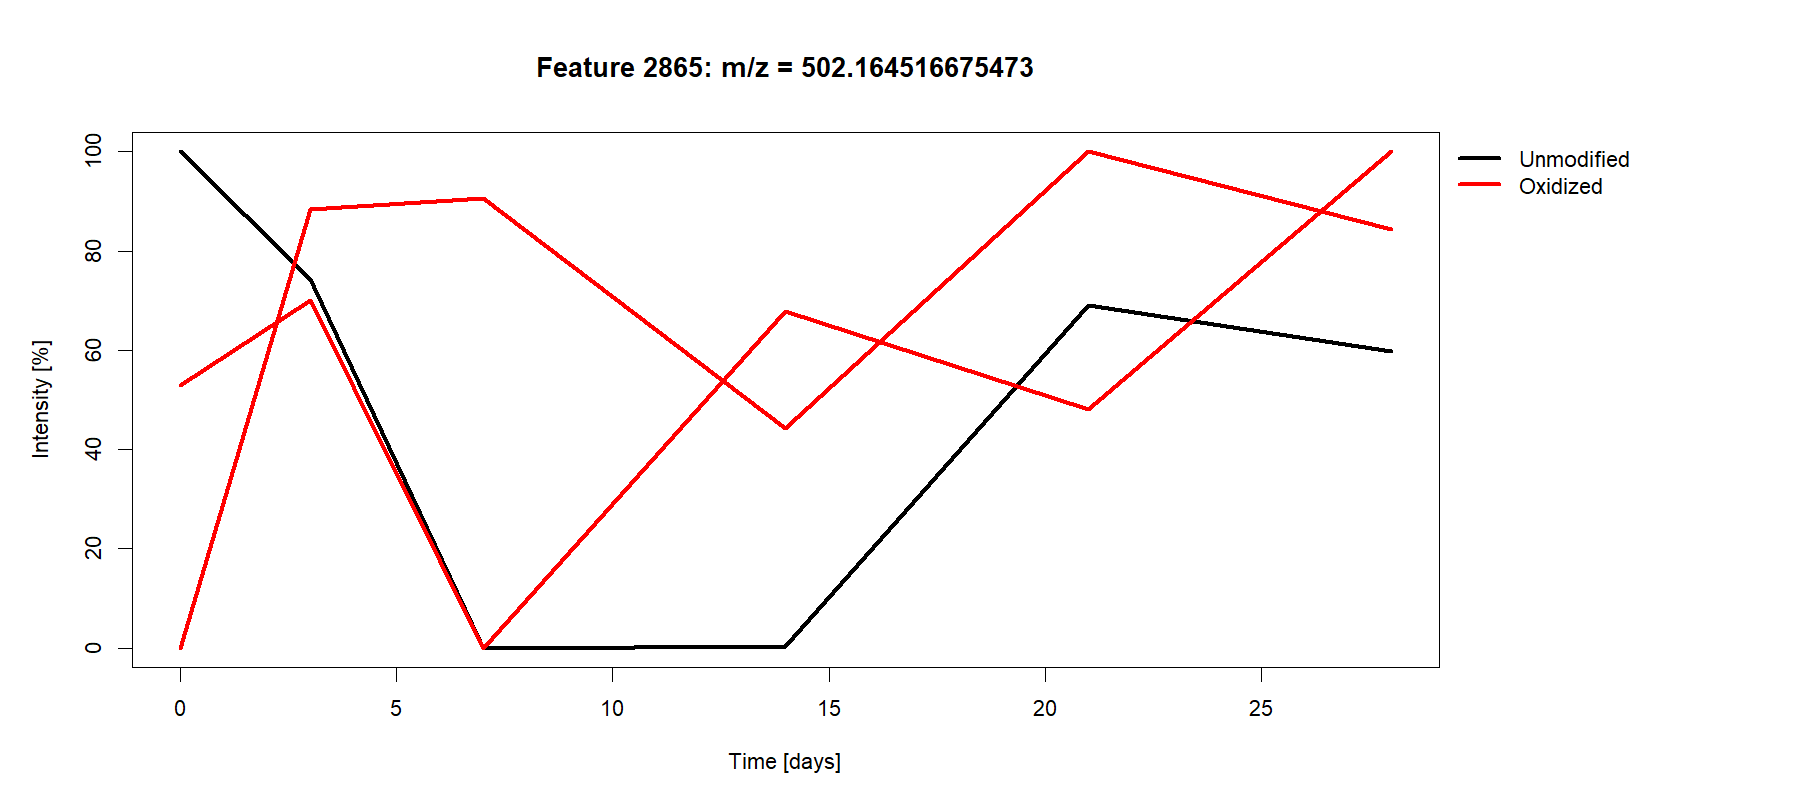 Feature 2865: m/z = 502.164516675473
Unmodified
Oxidized
Intensity [%]
100
80
60
40
20
0
0 5 10 15 20 25
Time [days]